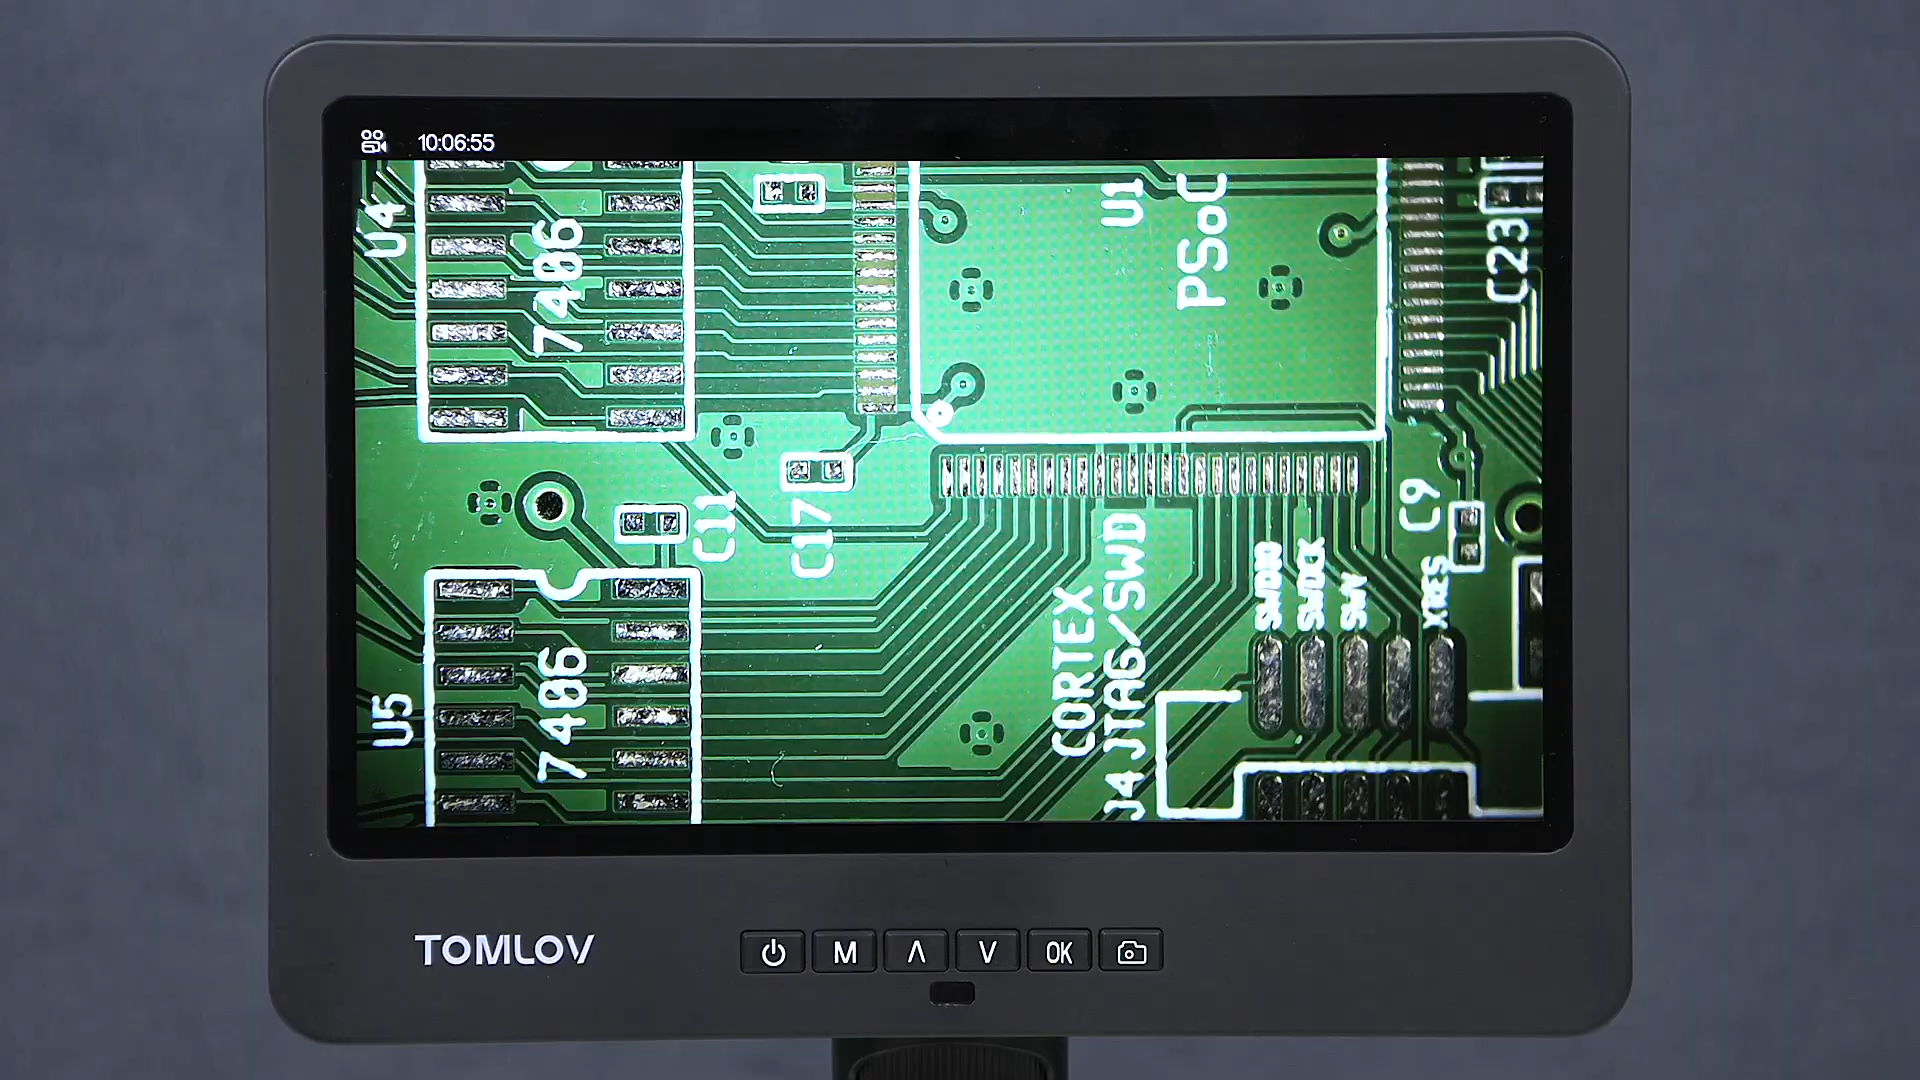 10:06:55
U4
7406
U1
PSoC
C23
C17
C11
C9
U5
7406
CORTEX
J4 JTAG/SWD
SWDIO
SWDCK
SWV
XRES
TOMLOV
M
OK